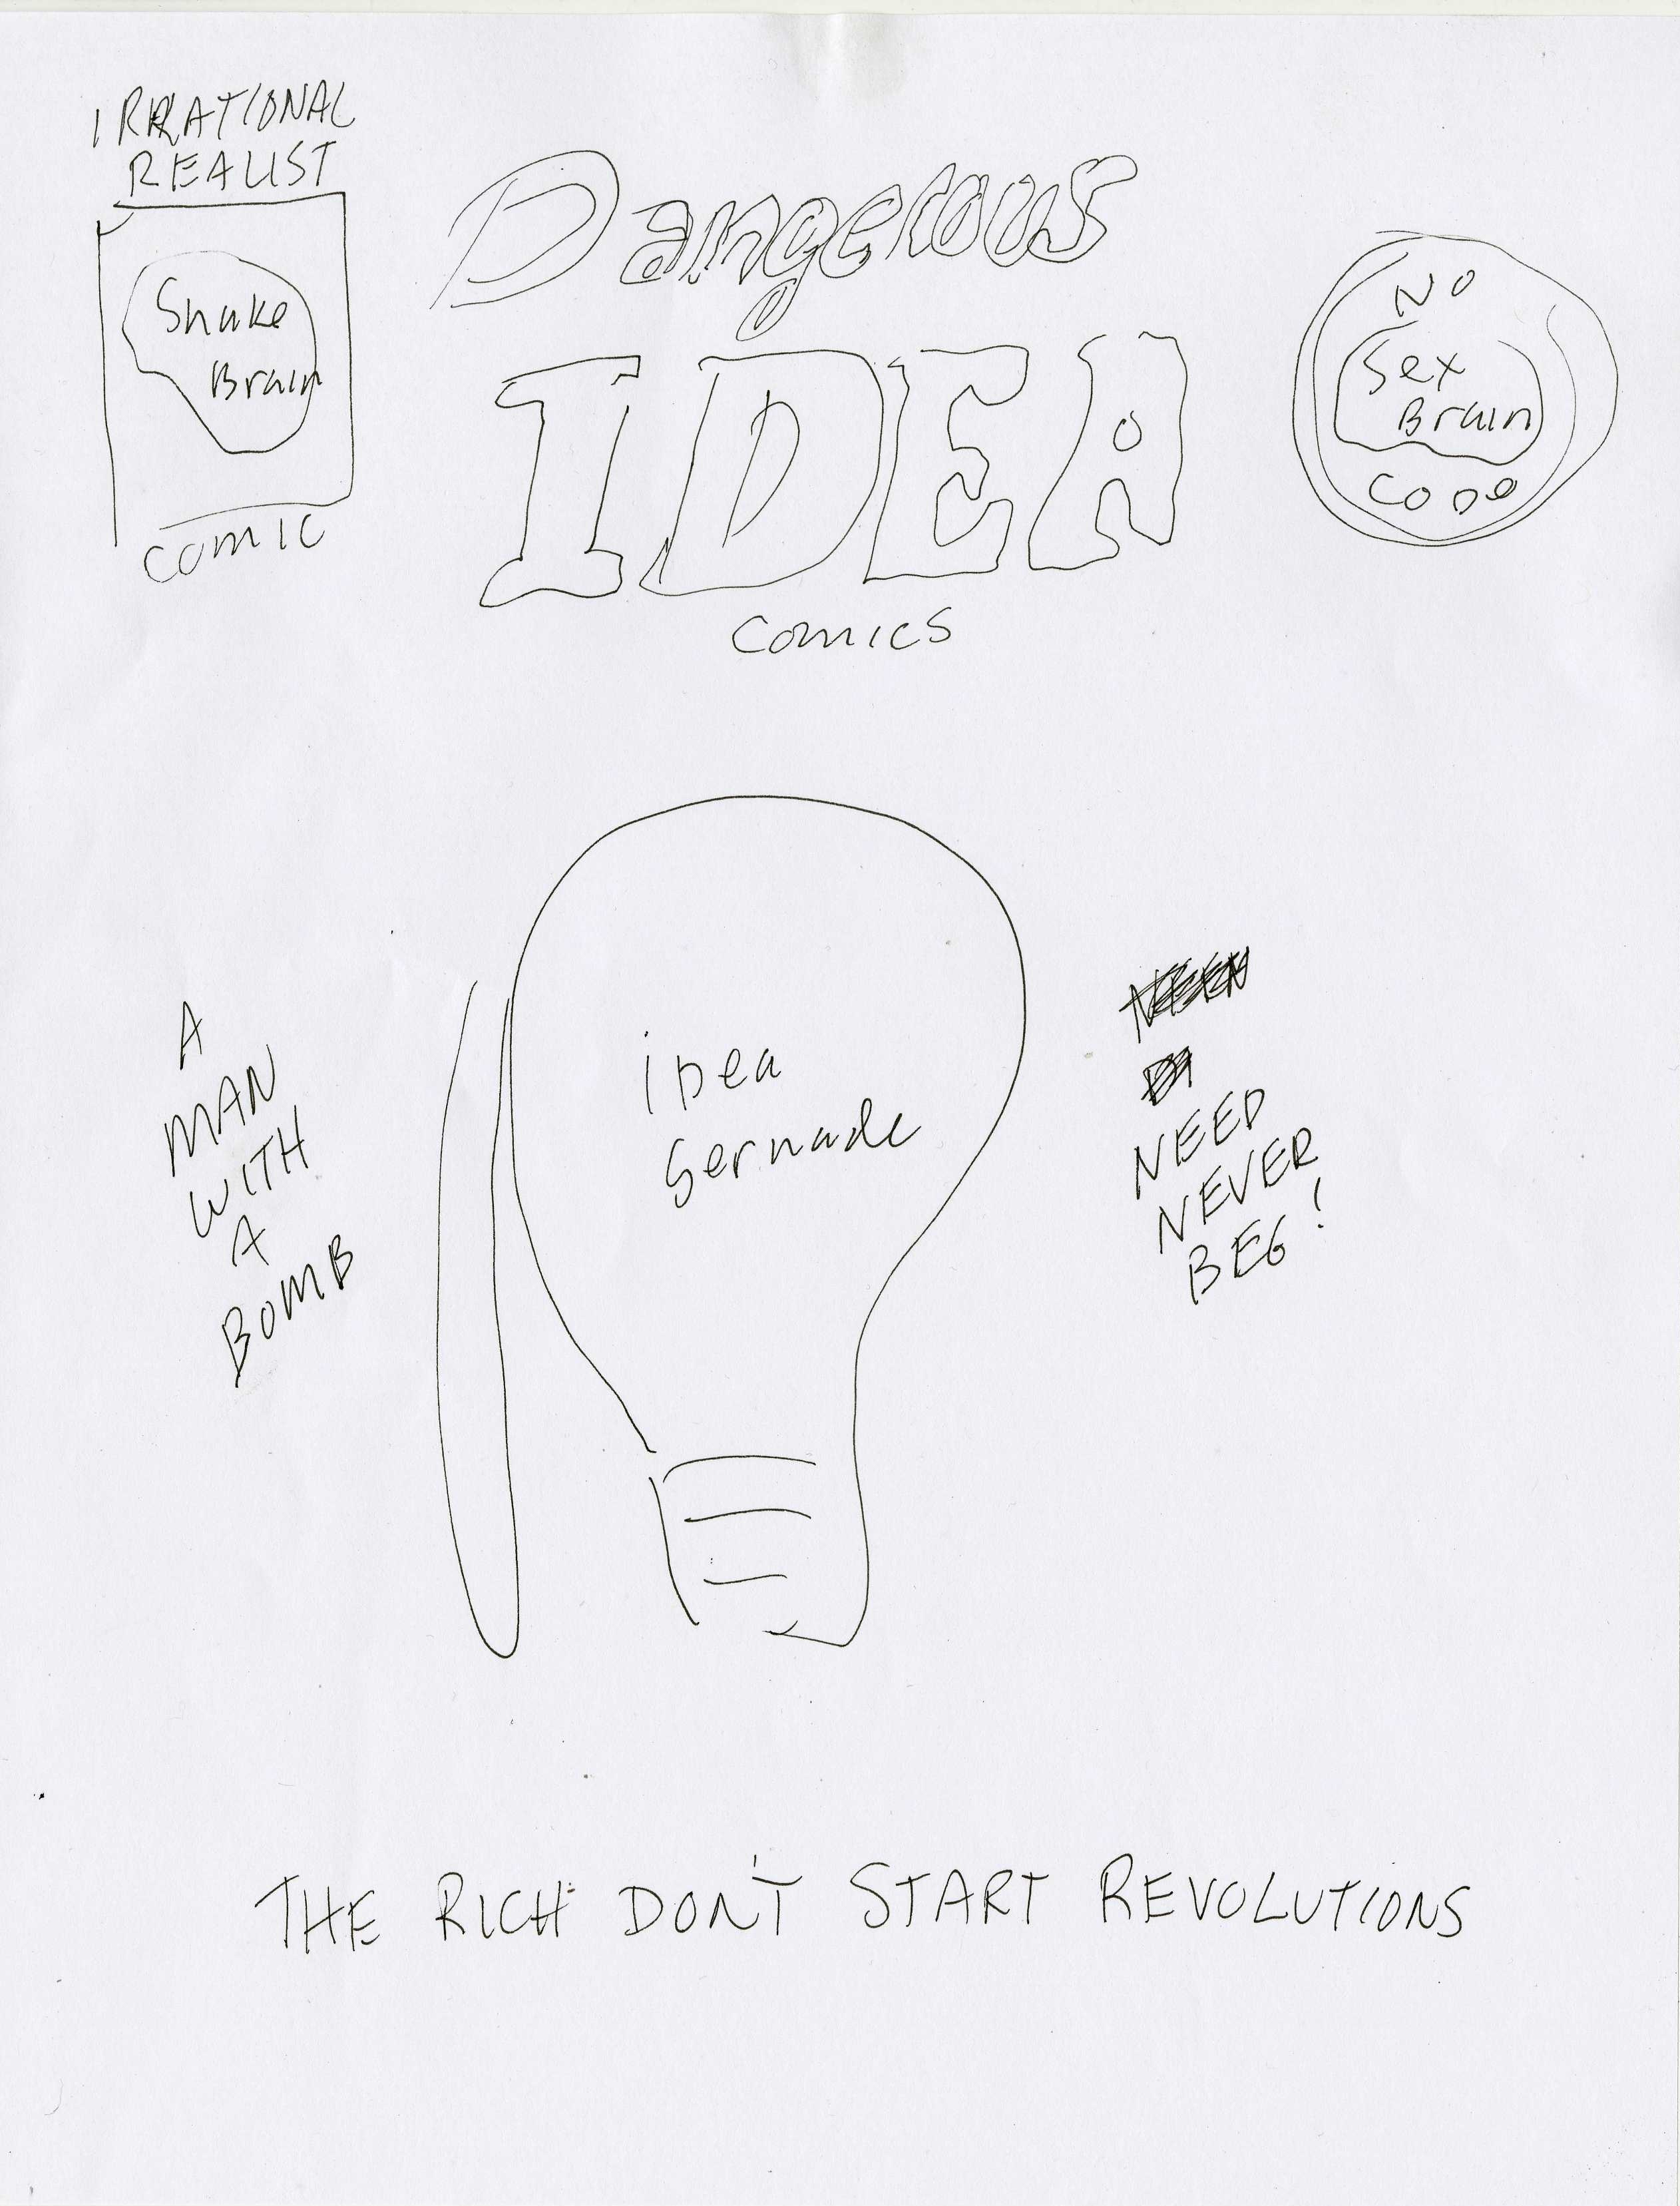 IRRATIONAL
REALIST
Snake
Brain
COMIC
Dangerous
IDEA
COMICS
NO
Sex
Brain
CODe
A
MAN
WITH
A
BOMB
iDea
Gernade
NEED
NEVER
BEG!
THE RICH DON'T START REVOLUTIONS